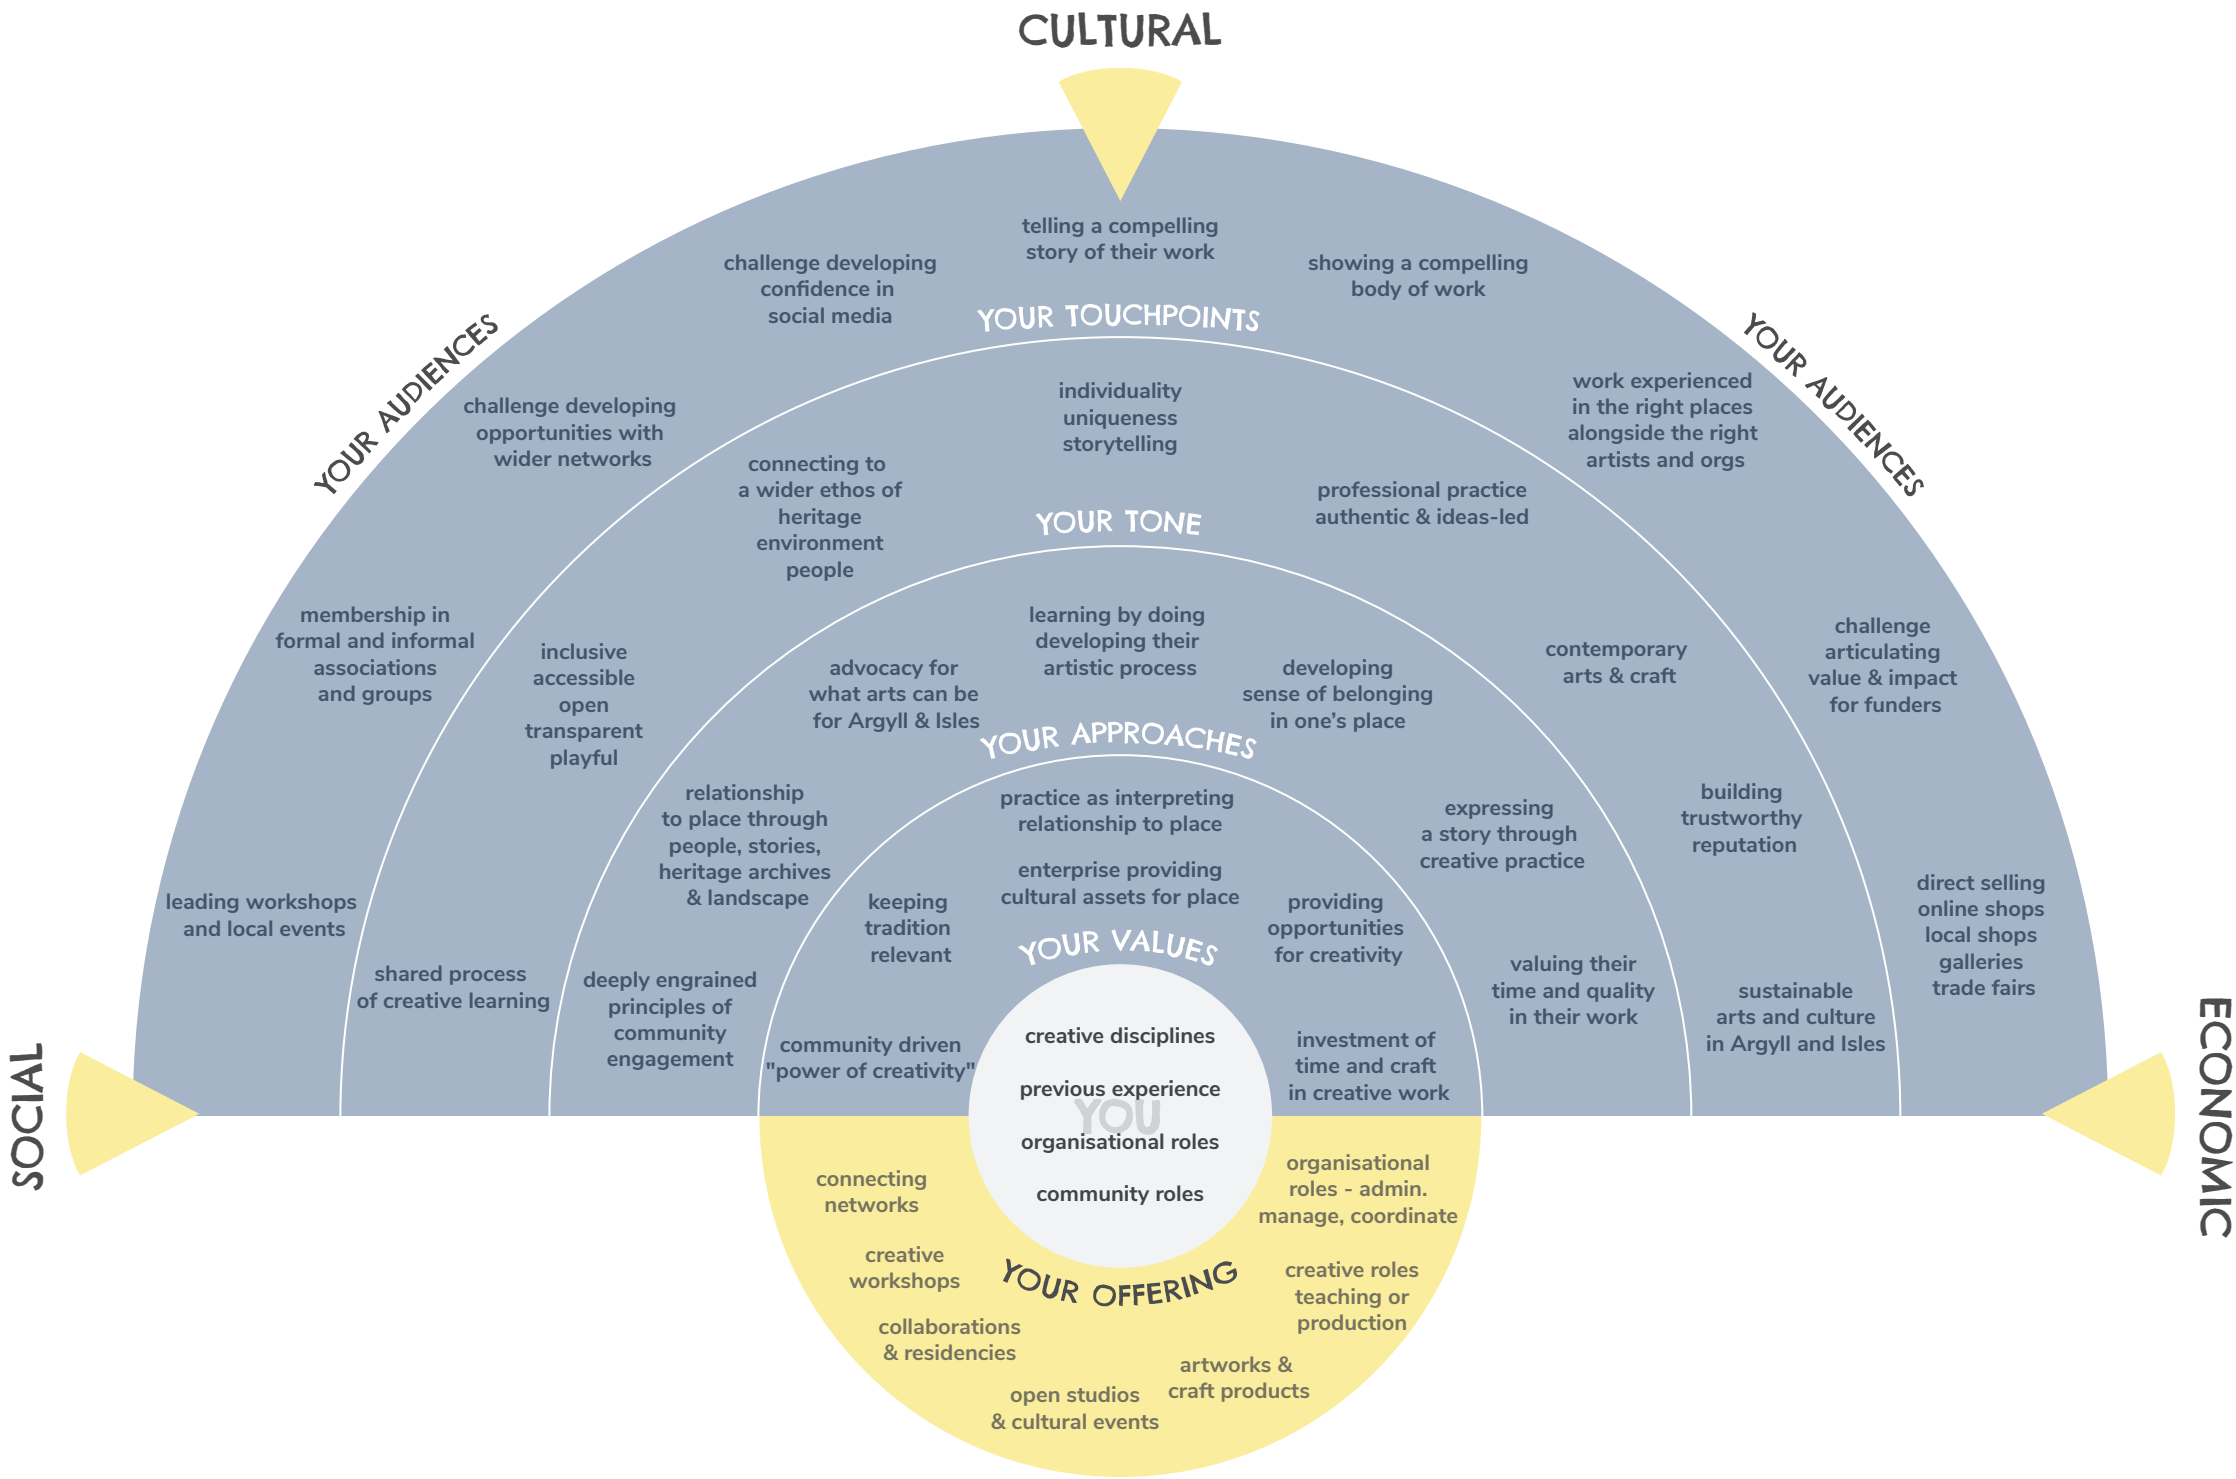 CULTURAL
telling a compelling
story of their work
challenge developing
confidence in
social media
showing a compelling
body of work
YOUR TOUCHPOINTS
YOUR AUDIENCES
YOUR AUDIENCES
challenge developing
opportunities with
wider networks
work experienced
in the right places
alongside the right
artists and orgs
individuality
uniqueness
storytelling
connecting to
a wider ethos of
heritage
environment
people
professional practice
authentic & ideas-led
YOUR TONE
membership in
formal and informal
associations
and groups
inclusive
accessible
open
transparent
playful
learning by doing
developing their
artistic process
advocacy for
what arts can be
for Argyll & Isles
developing
sense of belonging
in one's place
contemporary
arts & craft
challenge
articulating
value & impact
for funders
YOUR APPROACHES
relationship
to place through
people, stories,
heritage archives
& landscape
practice as interpreting
relationship to place
enterprise providing
cultural assets for place
expressing
a story through
creative practice
building
trustworthy
reputation
leading workshops
and local events
keeping
tradition
relevant
providing
opportunities
for creativity
direct selling
online shops
local shops
galleries
trade fairs
YOUR VALUES
shared process
of creative learning
deeply engrained
principles of
community
engagement
valuing their
time and quality
in their work
sustainable
arts and culture
in Argyll and Isles
community driven
"power of creativity"
investment of
time and craft
in creative work
SOCIAL
ECONOMIC
creative disciplines
previous experience
YOU
organisational roles
community roles
connecting
networks
organisational
roles - admin.
manage, coordinate
creative
workshops
YOUR OFFERING
creative roles
teaching or
production
collaborations
& residencies
artworks &
craft products
open studios
& cultural events